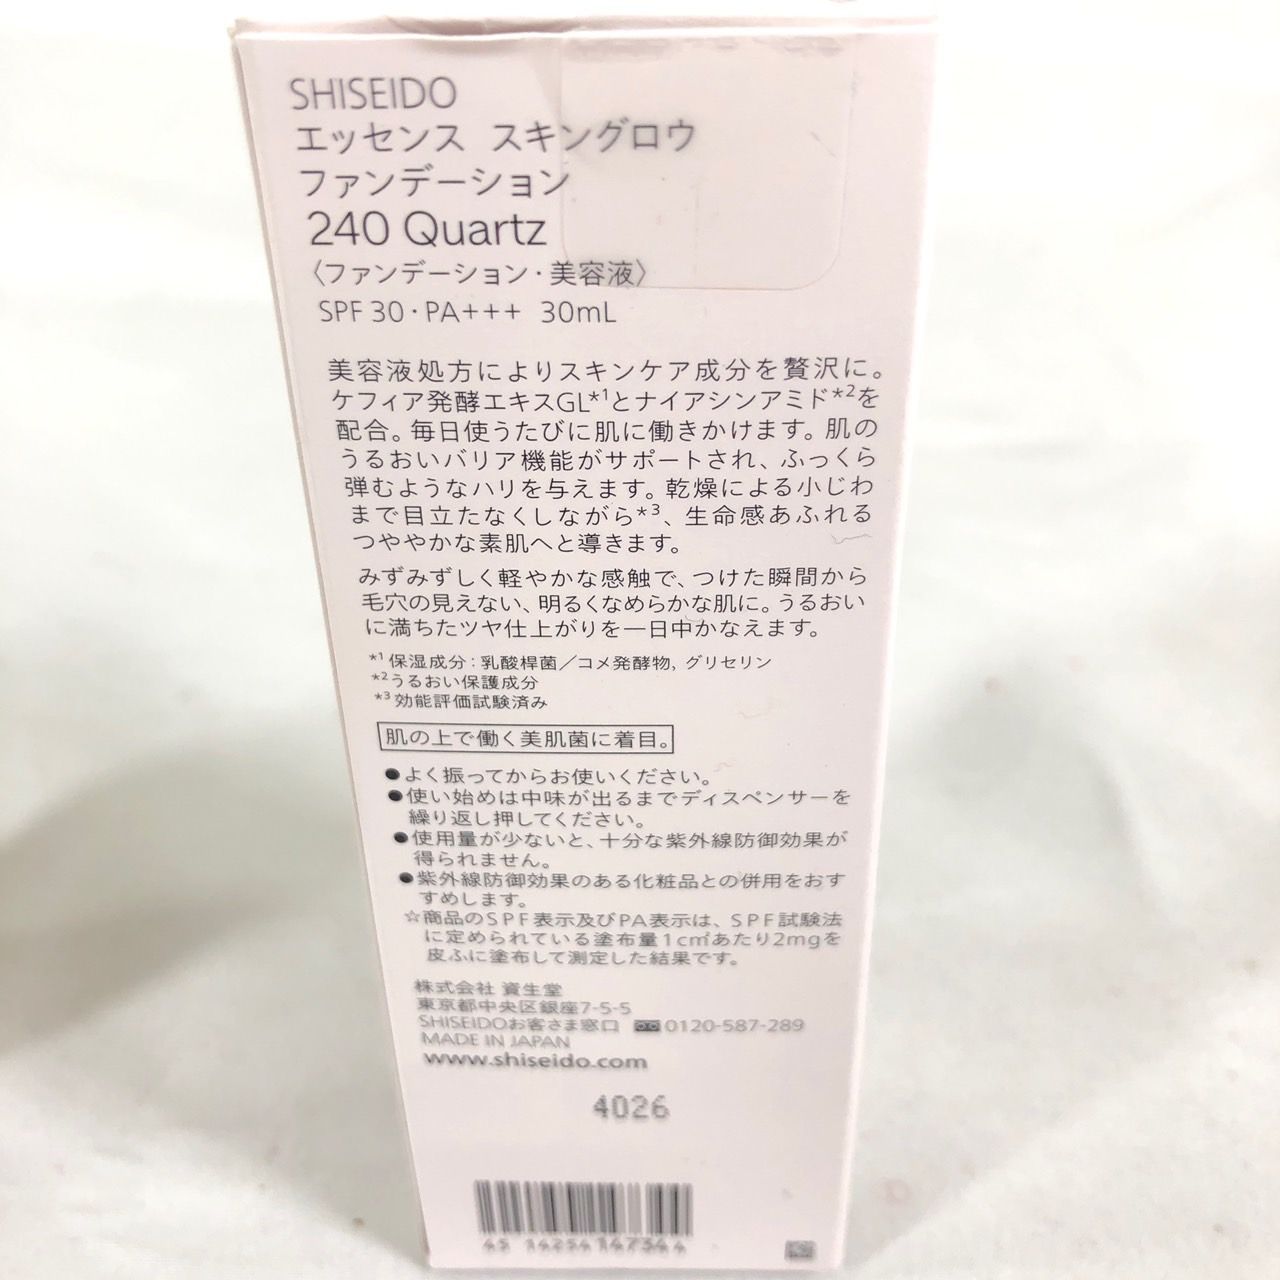 SHISEIDO
エッセンス スキングロウ
ファンデーション
240 Quartz
〈ファンデーション・美容液〉
SPF 30・PA+++ 30mL
美容液処方によりスキンケア成分を贅沢に。
ケフィア発酵エキスGL*1とナイアシンアミド*2を
配合。毎日使うたびに肌に働きかけます。肌の
うるおいバリア機能がサポートされ、ふっくら
弾むようなハリを与えます。乾燥による小じわ
まで目立たなくしながら*3、生命感あふれる
つややかな素肌へと導きます。
みずみずしく軽やかな感触で、つけた瞬間から
毛穴の見えない、明るくなめらかな肌に。うるおい
に満ちたツヤ仕上がりを一日中かなえます。
*1 保湿成分：乳酸桿菌／コメ発酵物, グリセリン
*2 うるおい保護成分
*3 効能評価試験済み
肌の上で働く美肌菌に着目。
●よく振ってからお使いください。
●使い始めは中味が出るまでディスペンサーを
繰り返し押してください。
●使用量が少ないと、十分な紫外線防御効果が
得られません。
●紫外線防御効果のある化粧品との併用をおす
すめします。
☆商品のSPF表示及びPA表示は、SPF試験法
に定められている塗布量1c㎡あたり2mgを
皮ふに塗布して測定した結果です。
株式会社 資生堂
東京都中央区銀座7-5-5
SHISEIDOお客さま窓口 0120-587-289
MADE IN JAPAN
www.shiseido.com
4026
45 14254 147344